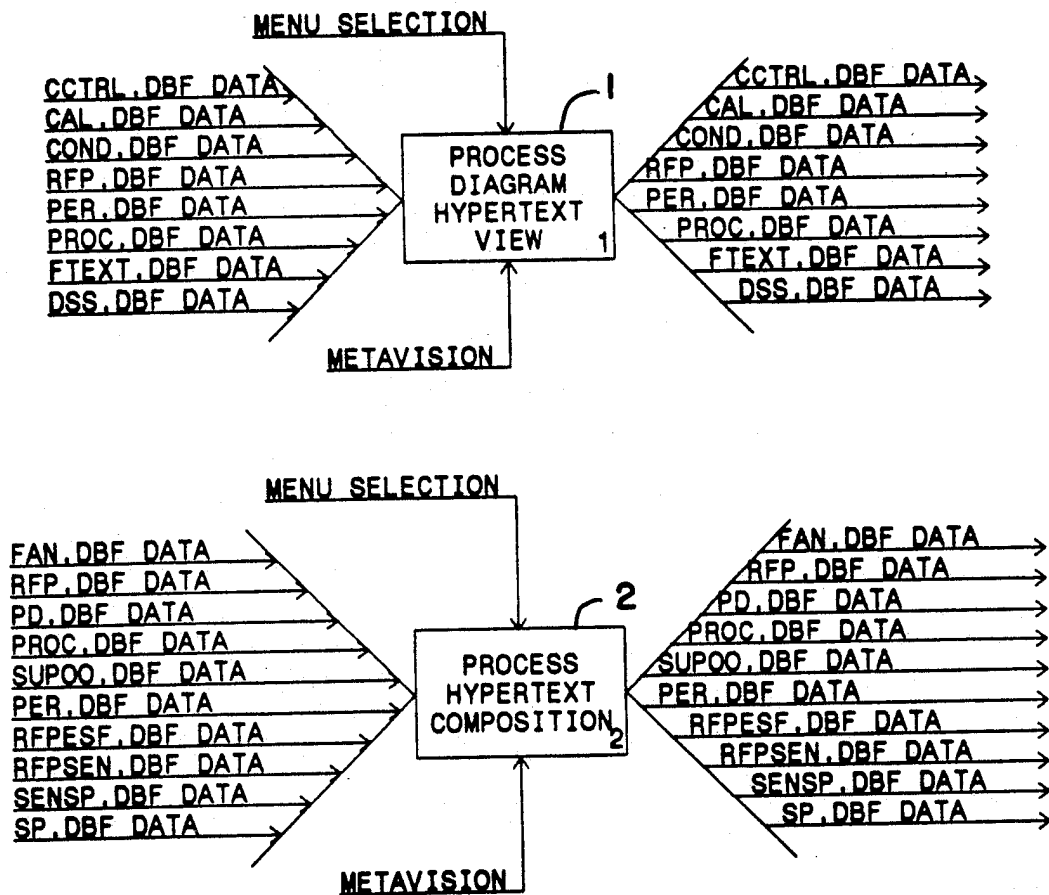 MENU SELECTION
1
CCTRL.DBF DATA
CAL.DBF DATA
COND.DBF DATA
RFP.DBF DATA
PER.DBF DATA
PROC.DBF DATA
FTEXT.DBF DATA
DSS.DBF DATA
PROCESS
DIAGRAM
HYPERTEXT
VIEW
1
CCTRL.DBF DATA
CAL.DBF DATA
COND.DBF DATA
RFP.DBF DATA
PER.DBF DATA
PROC.DBF DATA
FTEXT.DBF DATA
DSS.DBF DATA
METAVISION
MENU SELECTION
2
FAN.DBF DATA
RFP.DBF DATA
PD.DBF DATA
PROC.DBF DATA
SUPOO.DBF DATA
PER.DBF DATA
RFPESF.DBF DATA
RFPSEN.DBF DATA
SENSP.DBF DATA
SP.DBF DATA
PROCESS
HYPERTEXT
COMPOSITION
2
FAN.DBF DATA
RFP.DBF DATA
PD.DBF DATA
PROC.DBF DATA
SUPOO.DBF DATA
PER.DBF DATA
RFPESF.DBF DATA
RFPSEN.DBF DATA
SENSP.DBF DATA
SP.DBF DATA
METAVISION